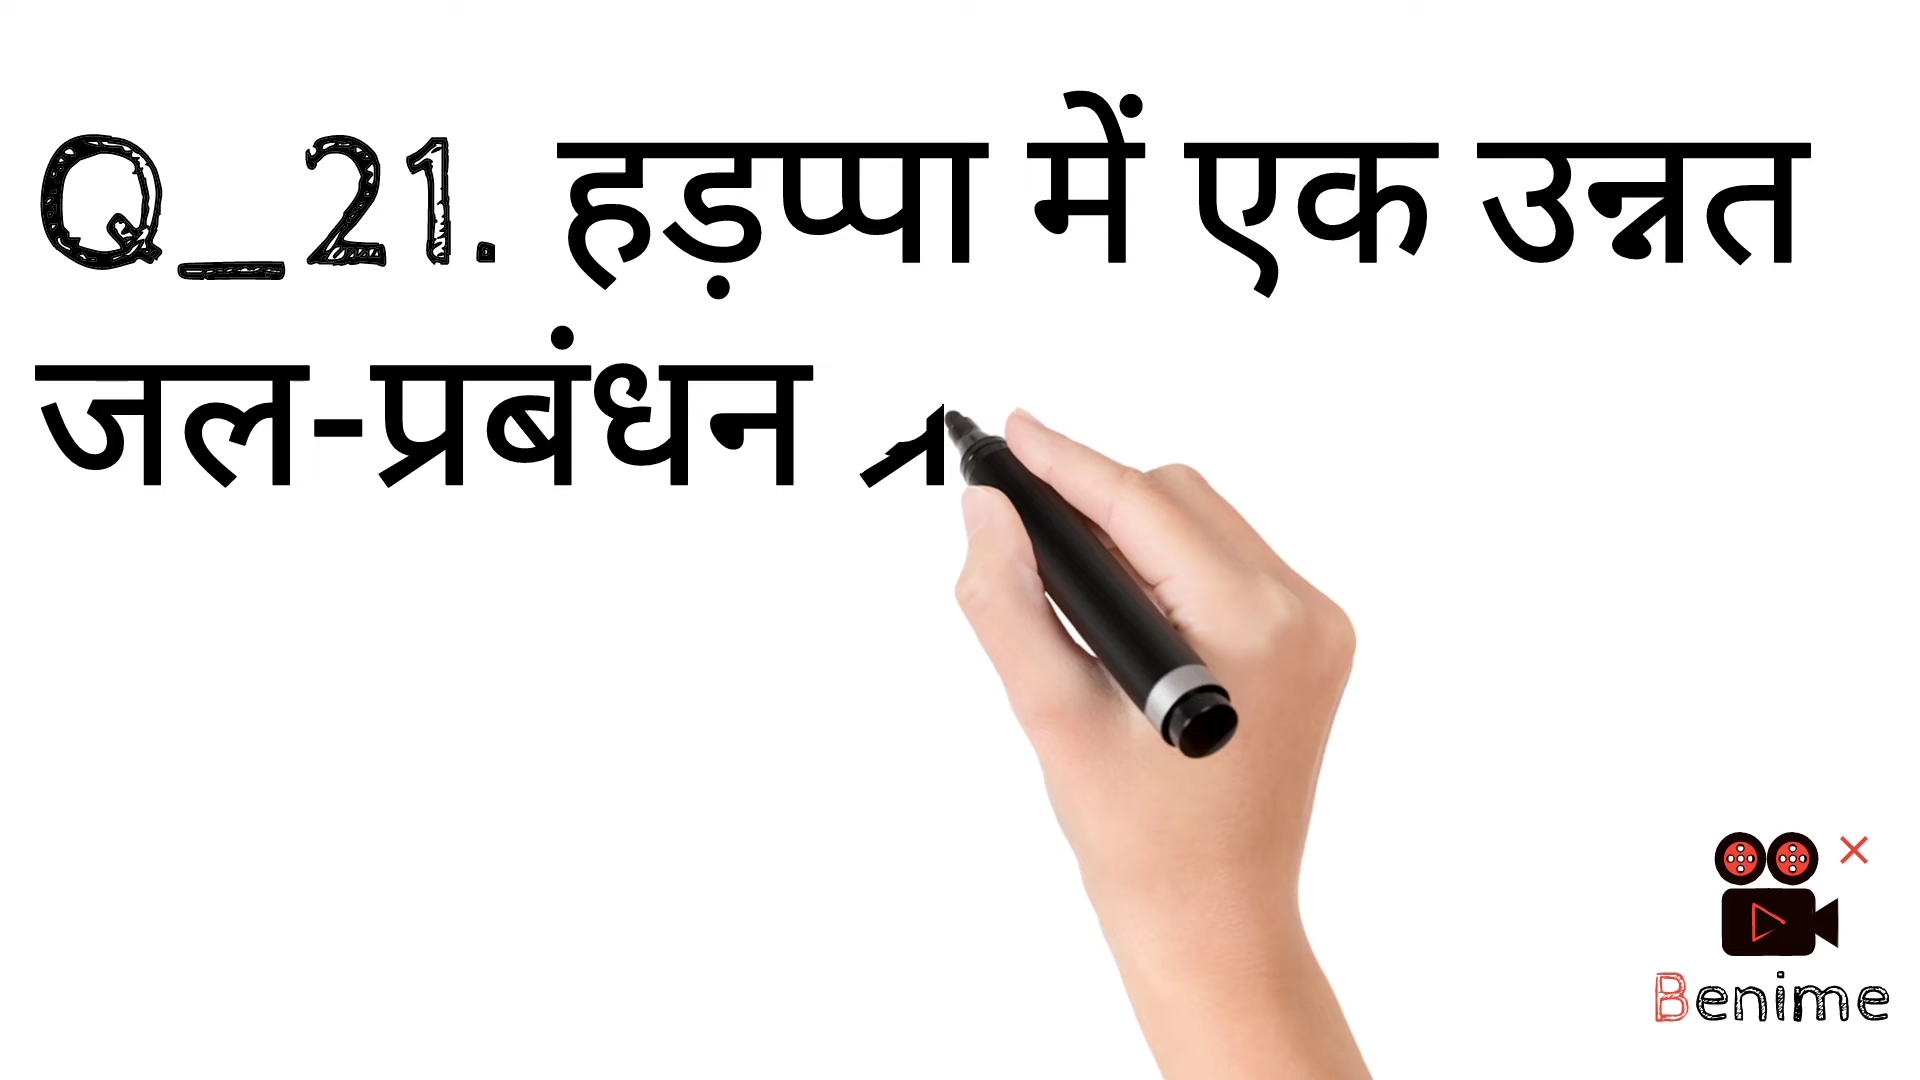 Q_21. हड़प्पा में एक उन्नत
जल-प्रबंधन
Benime